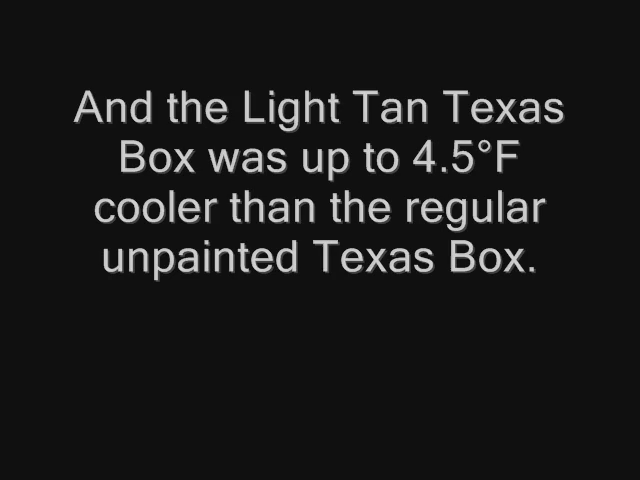 And the Light Tan Texas
Box was up to 4.5°F
cooler than the regular
unpainted Texas Box.